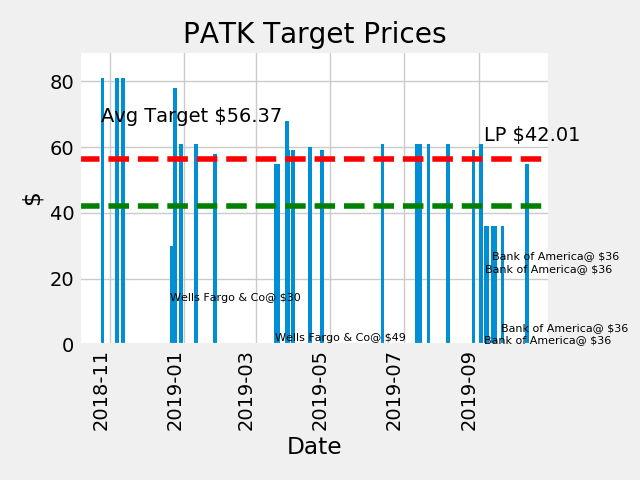 PATK Target Prices
80
60
40
20
0
$
Avg Target $56.37
LP $42.01
Bank of America@ $36
Bank of America@ $36
Wells Fargo & Co@ $30
Bank of America@ $36
Wells Fargo & Co@ $49
Bank of America@ $36
2018-11
2019-01
2019-03
2019-05
2019-07
2019-09
Date